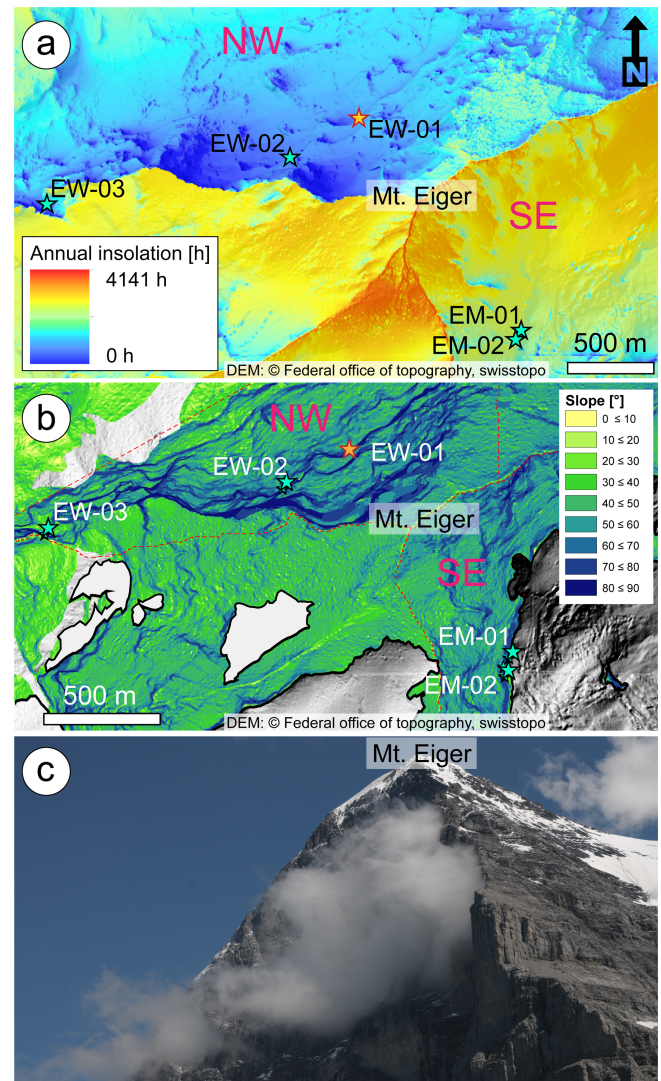 a
NW
N
EW-01
EW-02
EW-03
Mt. Eiger
SE
Annual insolation [h]
4141 h
0 h
EM-01
EM-02
500 m
DEM: © Federal office of topography, swisstopo
b
NW
Slope [°]
0 ≤ 10
10 ≤ 20
20 ≤ 30
30 ≤ 40
40 ≤ 50
50 ≤ 60
60 ≤ 70
70 ≤ 80
80 ≤ 90
EW-01
EW-02
EW-03
Mt. Eiger
SE
EM-01
EM-02
500 m
DEM: © Federal office of topography, swisstopo
Mt. Eiger
c